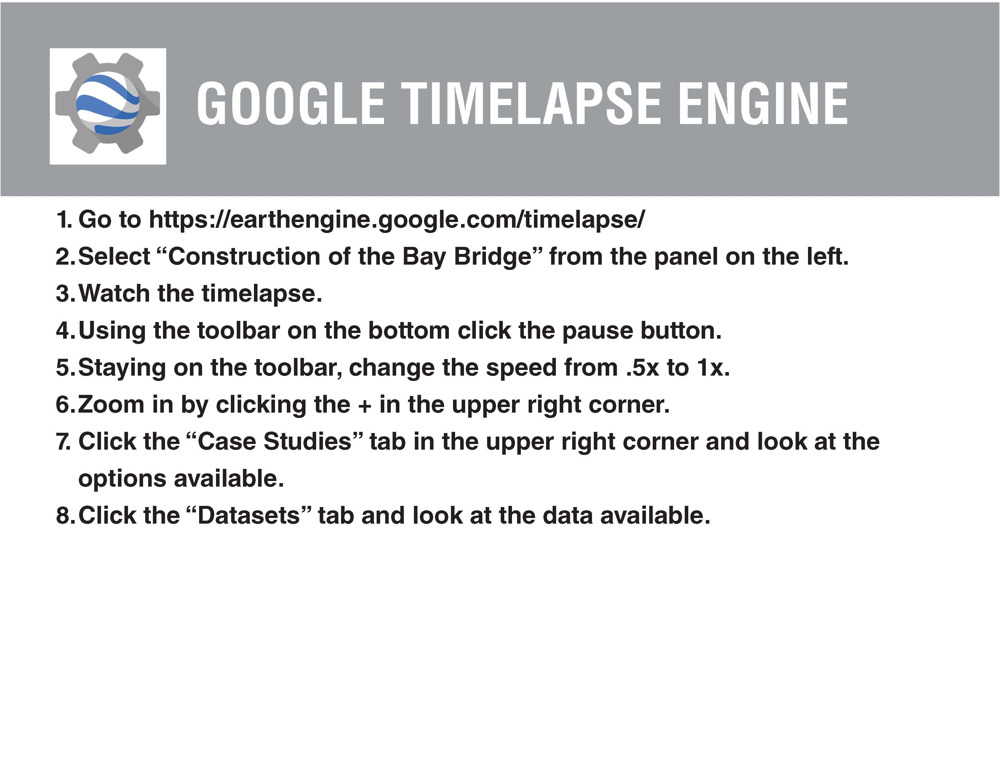 GOOGLE TIMELAPSE ENGINE
1. Go to https://earthengine.google.com/timelapse/
2. Select “Construction of the Bay Bridge” from the panel on the left.
3. Watch the timelapse.
4. Using the toolbar on the bottom click the pause button.
5. Staying on the toolbar, change the speed from .5x to 1x.
6. Zoom in by clicking the + in the upper right corner.
7. Click the “Case Studies” tab in the upper right corner and look at the
options available.
8. Click the “Datasets” tab and look at the data available.